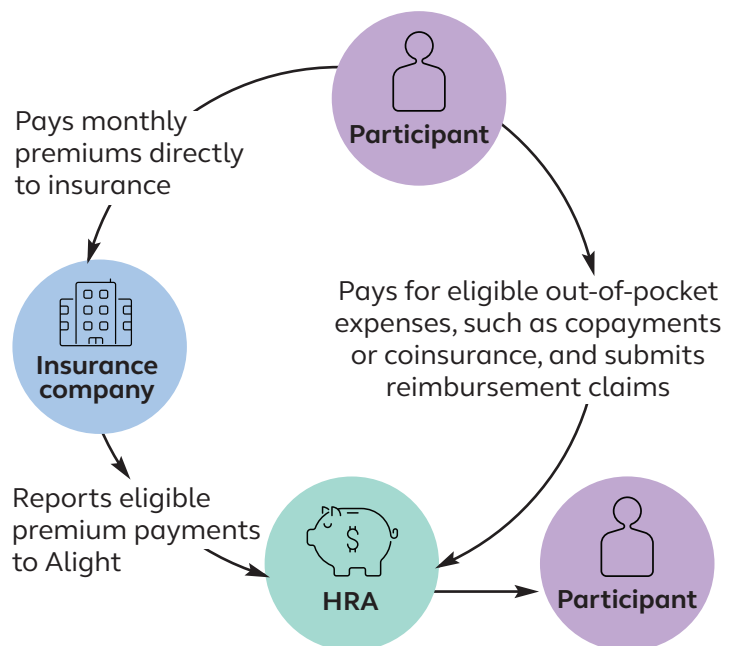 Participant
Pays monthly
premiums directly
to insurance
Pays for eligible out-of-pocket
expenses, such as copayments
or coinsurance, and submits
reimbursement claims
Insurance
company
Reports eligible
premium payments
to Alight
$
HRA
Participant